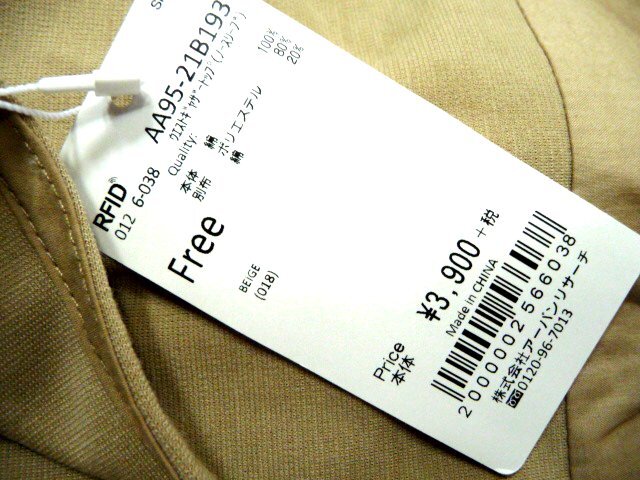 AA95-21B193
ウエストギャザートップ(ノースリーブ)
Quality:
本体 綿 100%
別布 ポリエステル 80%
綿 20%
RFID
012 6-038
Free
BEIGE
(018)
Price
本体 ¥3,900 +税
Made in CHINA
2000002566038
株式会社アーバンリサーチ
0120-96-7013